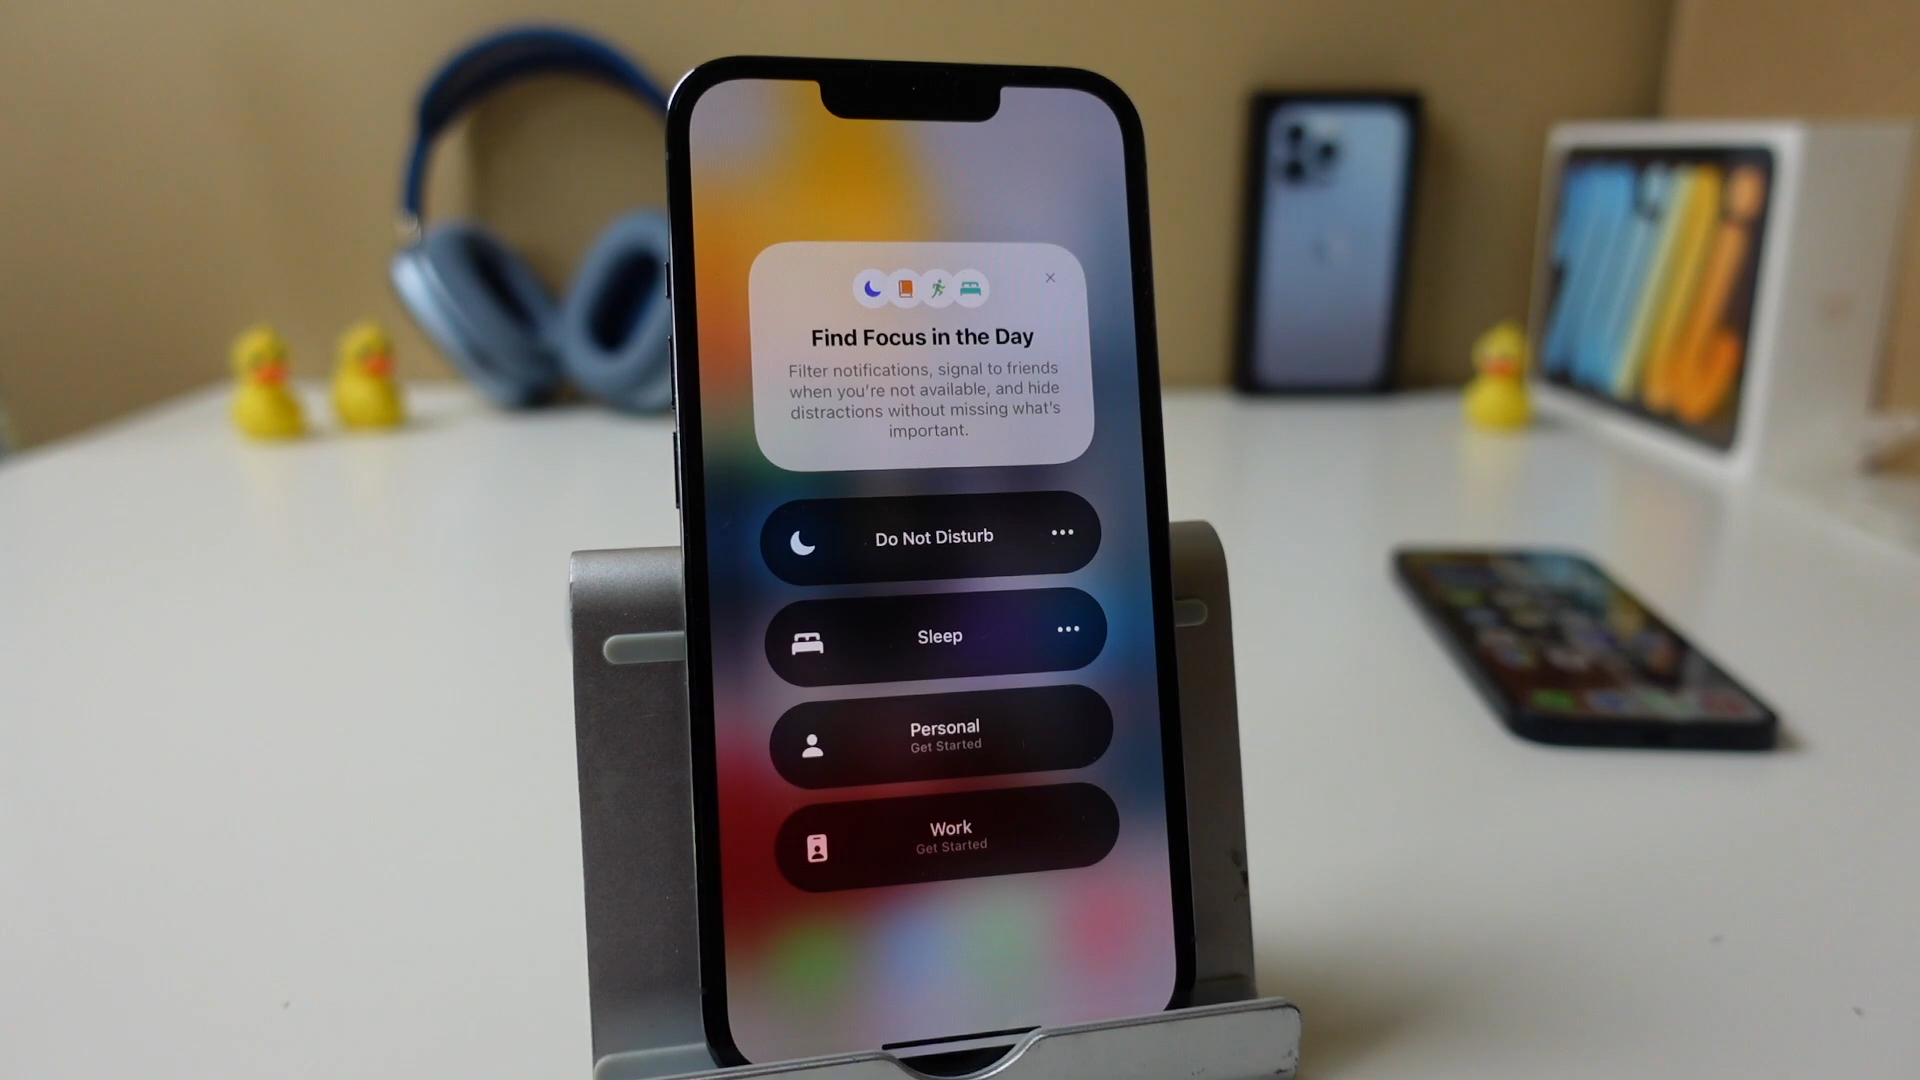 Find Focus in the Day
Filter notifications, signal to friends
when you're not available, and hide
distractions without missing what's
important.
Do Not Disturb
Sleep
Personal
Get Started
Work
Get Started